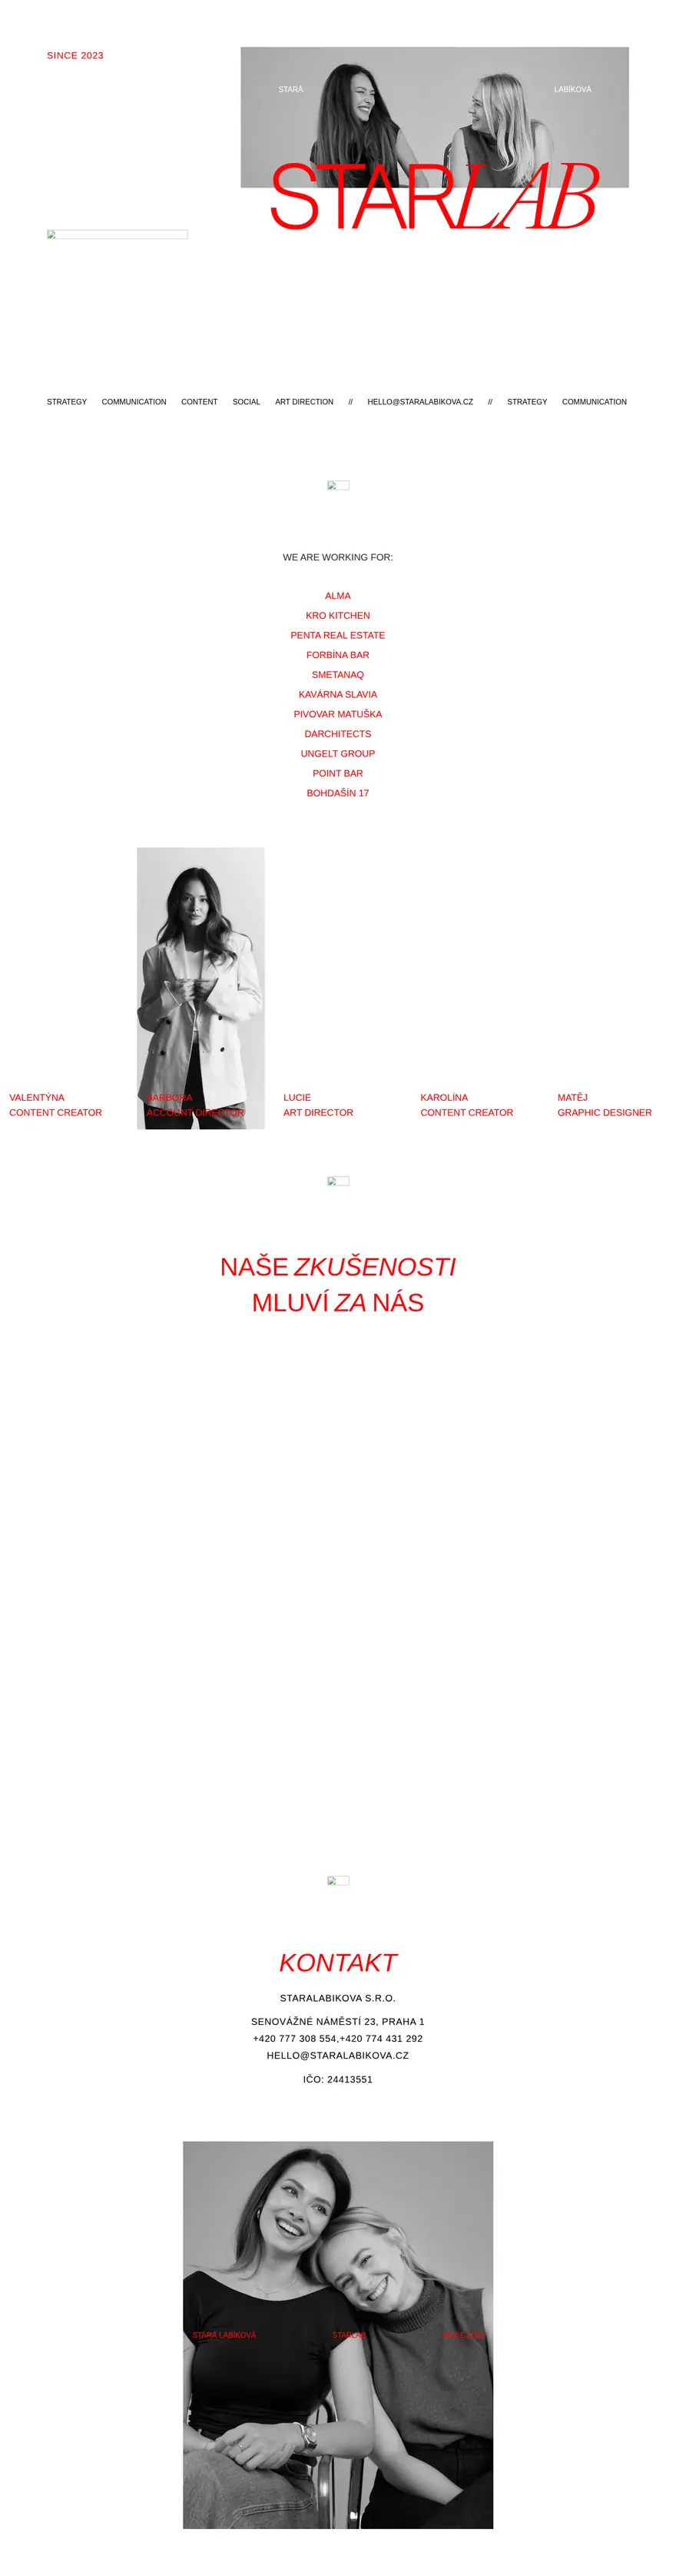 SINCE 2023
STARÁ
LABÍKOVÁ
STARLAB
STRATEGY COMMUNICATION CONTENT SOCIAL ART DIRECTION // HELLO@STARALABIKOVA.CZ // STRATEGY COMMUNICATION
WE ARE WORKING FOR:
ALMA
KRO KITCHEN
PENTA REAL ESTATE
FORBÍNA BAR
SMETANAQ
KAVÁRNA SLAVIA
PIVOVAR MATUŠKA
DARCHITECTS
UNGELT GROUP
POINT BAR
BOHDAŠÍN 17
VALENTÝNA
CONTENT CREATOR
BARBORA
ACCOUNT DIRECTOR
LUCIE
ART DIRECTOR
KAROLÍNA
CONTENT CREATOR
MATĚJ
GRAPHIC DESIGNER
NAŠE ZKUŠENOSTI
MLUVÍ ZA NÁS
KONTAKT
STARALABIKOVA S.R.O.
SENOVÁŽNÉ NÁMĚSTÍ 23, PRAHA 1
+420 777 308 554,+420 774 431 292
HELLO@STARALABIKOVA.CZ
IČO: 24413551
STARÁ LABÍKOVÁ
STARLAB